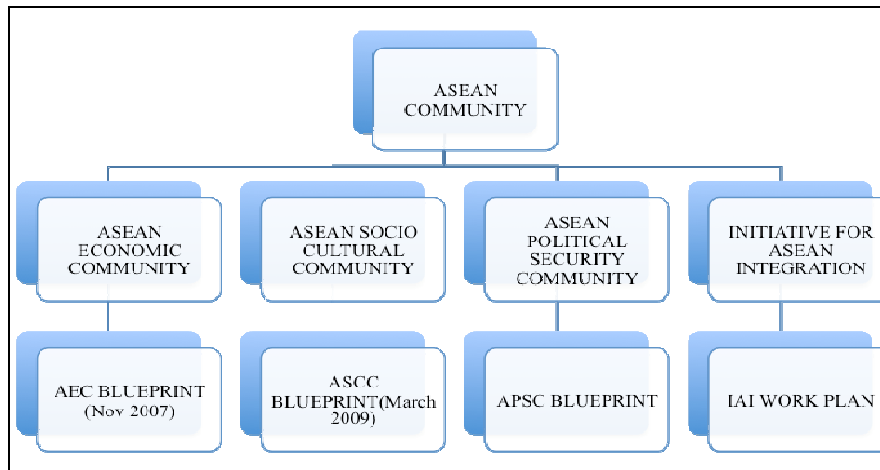 ASEAN
COMMUNITY
ASEAN
ECONOMIC
COMMUNITY
ASEAN SOCIO
CULTURAL
COMMUNITY
ASEAN
POLITICAL
SECURITY
COMMUNITY
INITIATIVE FOR
ASEAN
INTEGRATION
AEC BLUEPRINT
(Nov 2007)
ASCC
BLUEPRINT(March
2009)
APSC BLUEPRINT
IAI WORK PLAN